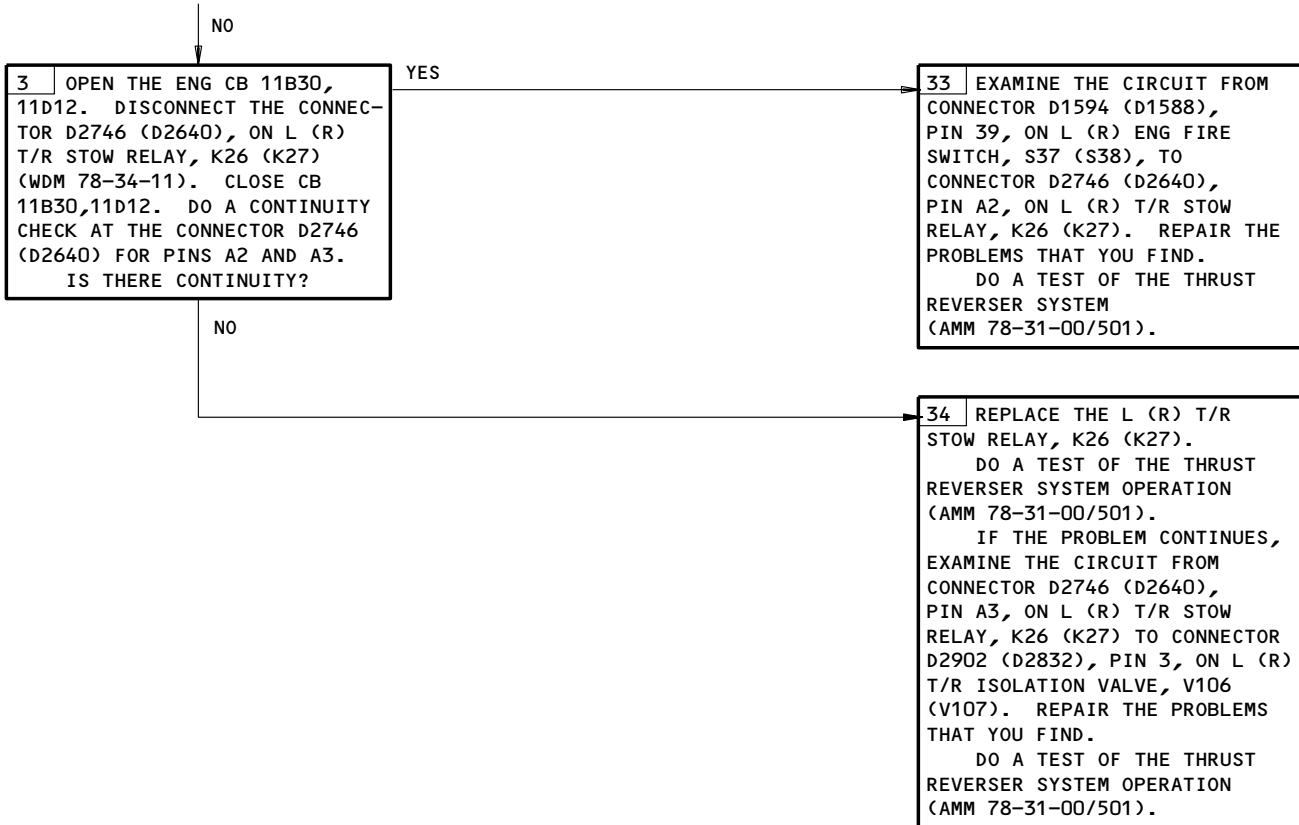 NO
3 OPEN THE ENG CB 11B30,
11D12. DISCONNECT THE CONNEC-
TOR D2746 (D2640), ON L (R)
T/R STOW RELAY, K26 (K27)
(WDM 78-34-11). CLOSE CB
11B30,11D12. DO A CONTINUITY
CHECK AT THE CONNECTOR D2746
(D2640) FOR PINS A2 AND A3.
IS THERE CONTINUITY?
YES
33 EXAMINE THE CIRCUIT FROM
CONNECTOR D1594 (D1588),
PIN 39, ON L (R) ENG FIRE
SWITCH, S37 (S38), TO
CONNECTOR D2746 (D2640),
PIN A2, ON L (R) T/R STOW
RELAY, K26 (K27). REPAIR THE
PROBLEMS THAT YOU FIND.
DO A TEST OF THE THRUST
REVERSER SYSTEM
(AMM 78-31-00/501).
NO
34 REPLACE THE L (R) T/R
STOW RELAY, K26 (K27).
DO A TEST OF THE THRUST
REVERSER SYSTEM OPERATION
(AMM 78-31-00/501).
IF THE PROBLEM CONTINUES,
EXAMINE THE CIRCUIT FROM
CONNECTOR D2746 (D2640),
PIN A3, ON L (R) T/R STOW
RELAY, K26 (K27) TO CONNECTOR
D2902 (D2832), PIN 3, ON L (R)
T/R ISOLATION VALVE, V106
(V107). REPAIR THE PROBLEMS
THAT YOU FIND.
DO A TEST OF THE THRUST
REVERSER SYSTEM OPERATION
(AMM 78-31-00/501).